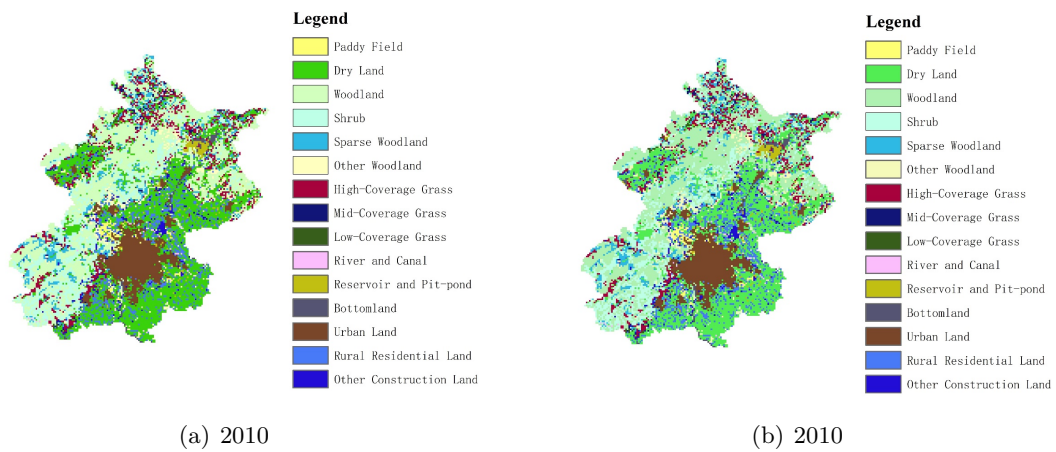 Legend
Paddy Field
Dry Land
Woodland
Shrub
Sparse Woodland
Other Woodland
High-Coverage Grass
Mid-Coverage Grass
Low-Coverage Grass
River and Canal
Reservoir and Pit-pond
Bottomland
Urban Land
Rural Residential Land
Other Construction Land
(a) 2010
Legend
Paddy Field
Dry Land
Woodland
Shrub
Sparse Woodland
Other Woodland
High-Coverage Grass
Mid-Coverage Grass
Low-Coverage Grass
River and Canal
Reservoir and Pit-pond
Bottomland
Urban Land
Rural Residential Land
Other Construction Land
(b) 2010